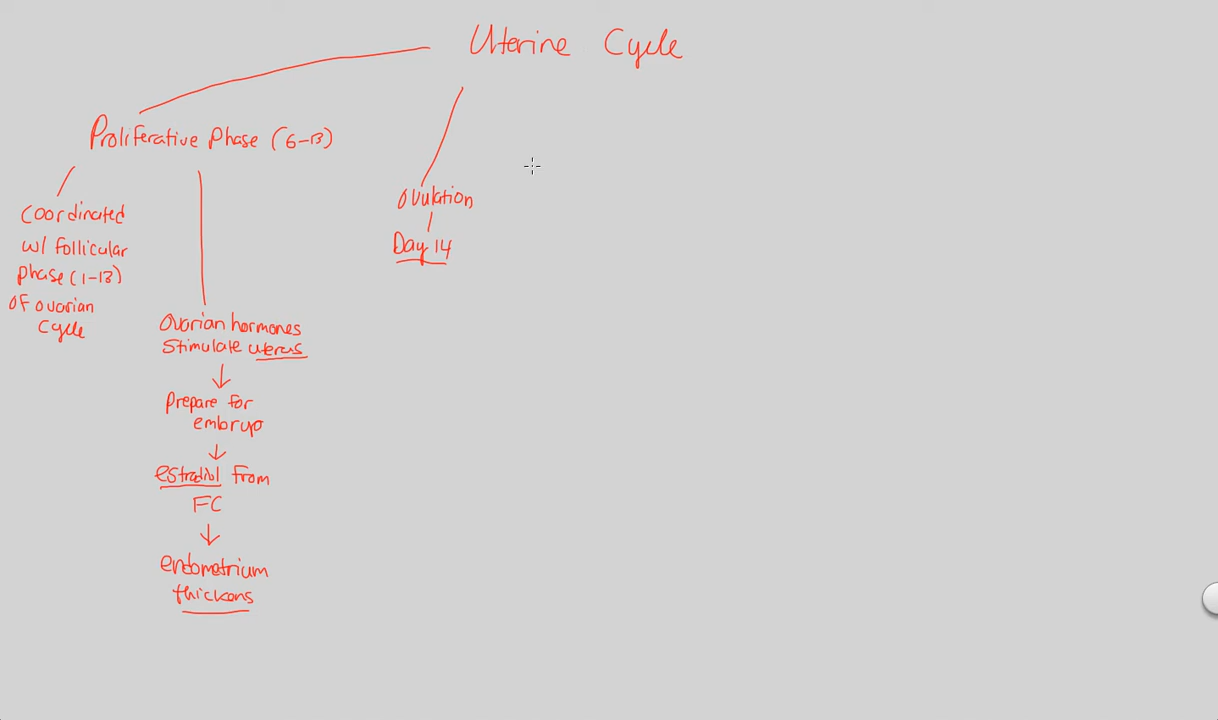 Uterine Cycle
Proliferative Phase (6-13)
Coordinated
w/ follicular
phase (1-13)
of ovarian
Cycle
Ovarian hormones
Stimulate uterus
Prepare for
embryo
estradiol from
FC
endometrium
thickens
Ovulation
Day 14